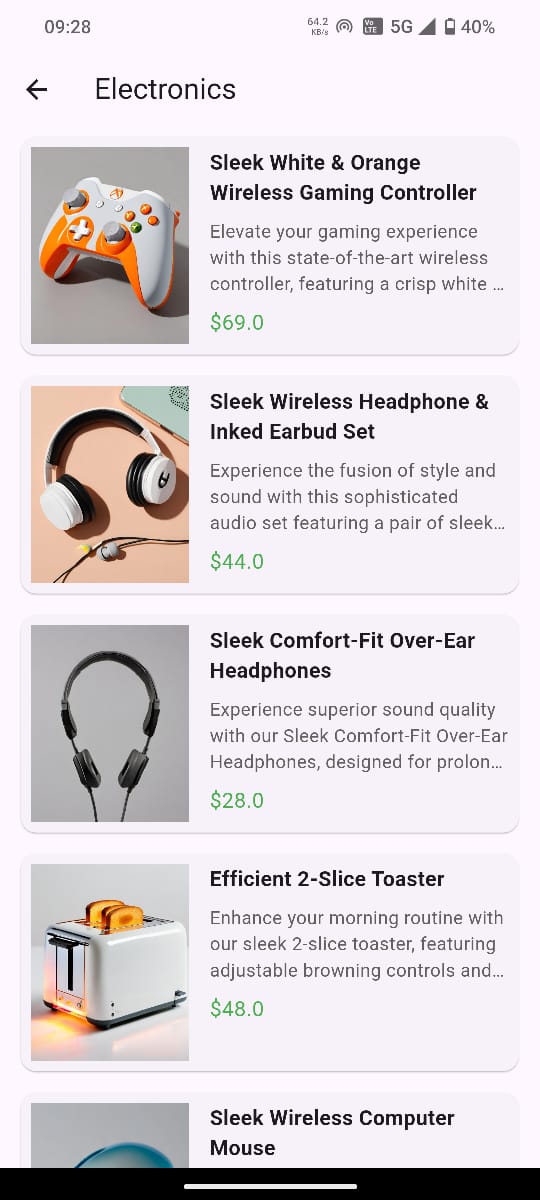 09:28
64.2
KB/s
Vo
LTE
5G
40%
Electronics
Sleek White & Orange
Wireless Gaming Controller
Elevate your gaming experience
with this state-of-the-art wireless
controller, featuring a crisp white ...
$69.0
Sleek Wireless Headphone &
Inked Earbud Set
Experience the fusion of style and
sound with this sophisticated
audio set featuring a pair of sleek...
$44.0
Sleek Comfort-Fit Over-Ear
Headphones
Experience superior sound quality
with our Sleek Comfort-Fit Over-Ear
Headphones, designed for prolon...
$28.0
Efficient 2-Slice Toaster
Enhance your morning routine with
our sleek 2-slice toaster, featuring
adjustable browning controls and...
$48.0
Sleek Wireless Computer
Mouse